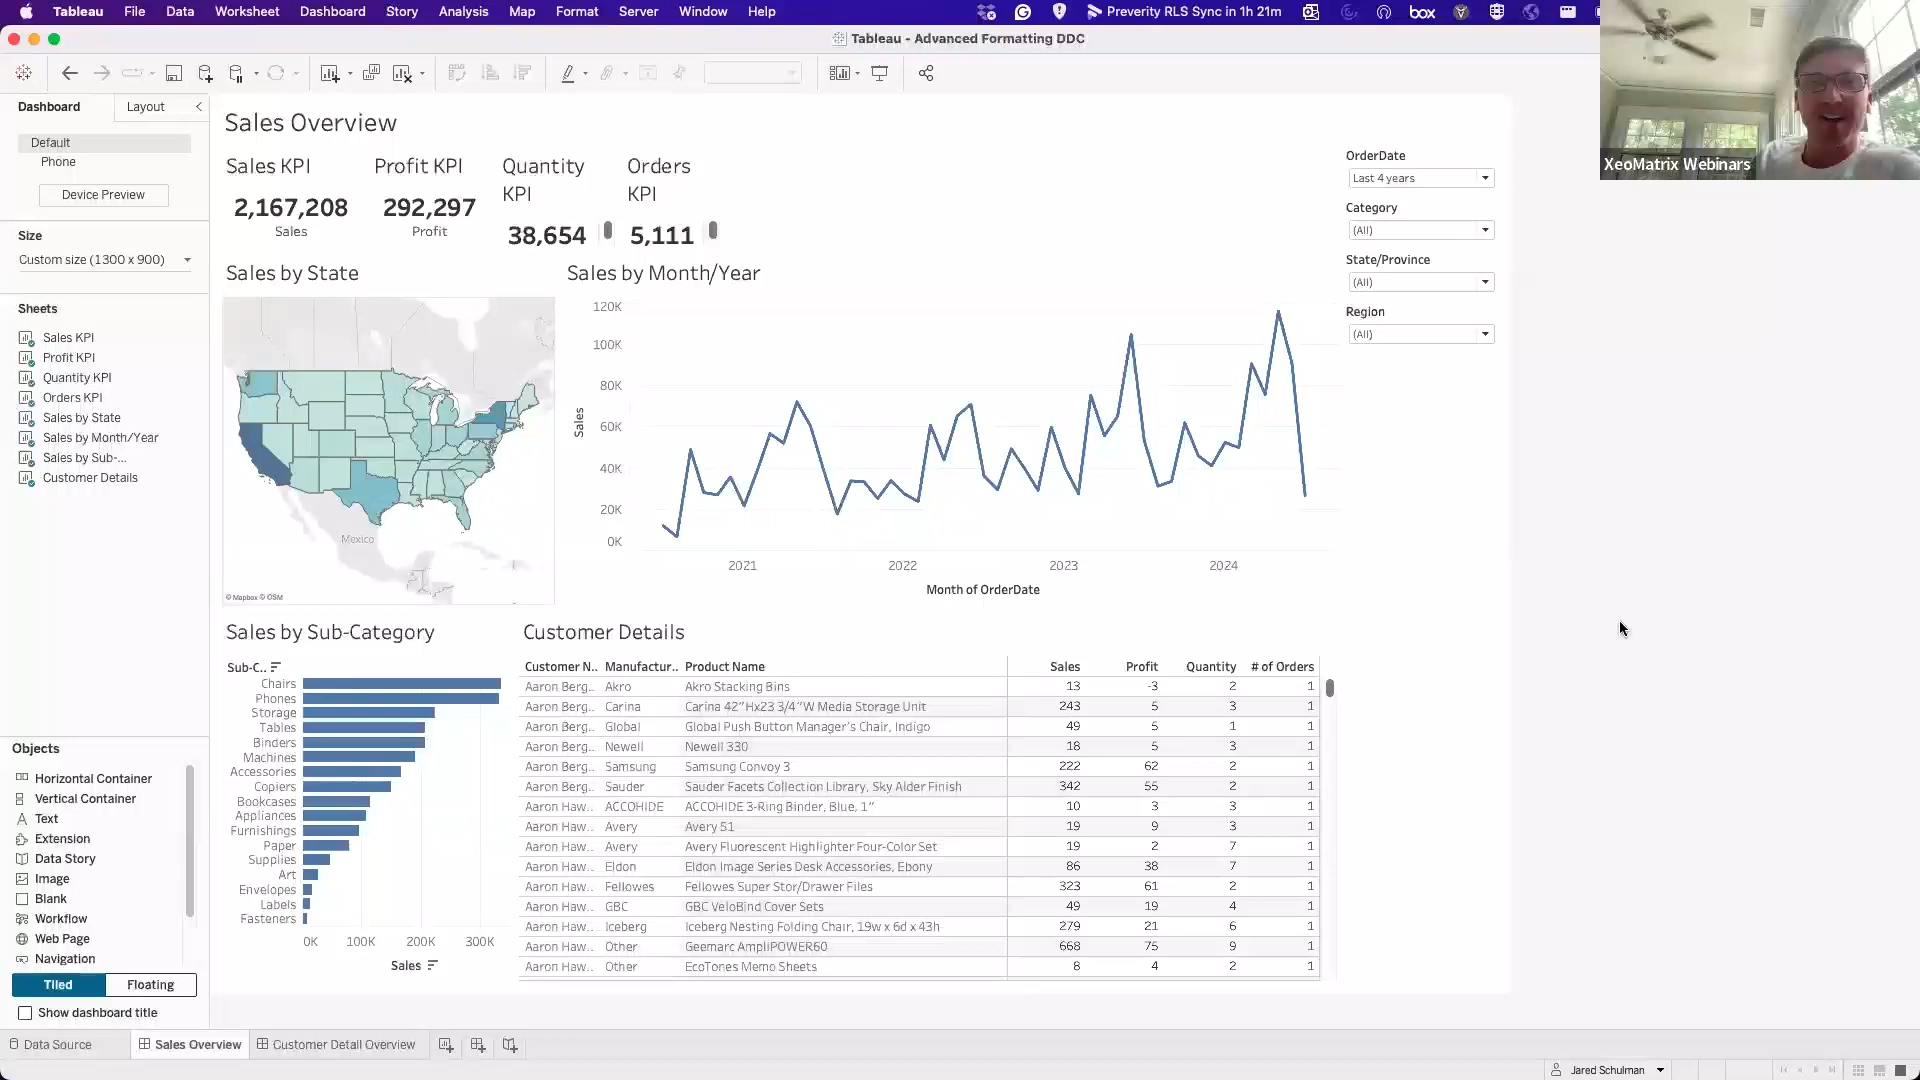 Tableau File Data Worksheet Dashboard Story Analysis Map Format Server Window Help
Preverity RLS Sync in 1h 21m box
Tableau - Advanced Formatting DDC
XeoMatrix Webinars
Dashboard Layout
Default
Phone
Device Preview
Size
Custom size (1300 x 900)
Sheets
Sales KPI
Profit KPI
Quantity KPI
Orders KPI
Sales by State
Sales by Month/Year
Sales by Sub-...
Customer Details
Objects
Horizontal Container
Vertical Container
Text
Extension
Data Story
Image
Blank
Workflow
Web Page
Navigation
Tiled Floating
Show dashboard title
Sales Overview
Sales KPI
2,167,208
Sales
Profit KPI
292,297
Profit
Quantity
KPI
38,654
Orders
KPI
5,111
OrderDate
Last 4 years
Category
(All)
State/Province
(All)
Region
(All)
Sales by State
Mexico
© Mapbox © OSM
Sales by Month/Year
120K
100K
80K
60K
40K
20K
0K
Sales
2021 2022 2023 2024
Month of OrderDate
Sales by Sub-Category
Sub-C..
Chairs
Phones
Storage
Tables
Binders
Machines
Accessories
Copiers
Bookcases
Appliances
Furnishings
Paper
Supplies
Art
Envelopes
Labels
Fasteners
0K 100K 200K 300K
Sales
Customer Details
Customer N.. Manufactur.. Product Name Sales Profit Quantity # of Orders
Aaron Berg.. Akro Akro Stacking Bins 13 -3 2 1
Aaron Berg.. Carina Carina 42"Hx23 3/4"W Media Storage Unit 243 5 3 1
Aaron Berg.. Global Global Push Button Manager's Chair, Indigo 49 5 1 1
Aaron Berg.. Newell Newell 330 18 5 3 1
Aaron Berg.. Samsung Samsung Convoy 3 222 62 2 1
Aaron Berg.. Sauder Sauder Facets Collection Library, Sky Alder Finish 342 55 2 1
Aaron Haw.. ACCOHIDE ACCOHIDE 3-Ring Binder, Blue, 1" 10 3 3 1
Aaron Haw.. Avery Avery 51 19 9 3 1
Aaron Haw.. Avery Avery Fluorescent Highlighter Four-Color Set 19 2 7 1
Aaron Haw.. Eldon Eldon Image Series Desk Accessories, Ebony 86 38 7 1
Aaron Haw.. Fellowes Fellowes Super Stor/Drawer Files 323 61 2 1
Aaron Haw.. GBC GBC VeloBind Cover Sets 49 19 4 1
Aaron Haw.. Iceberg Iceberg Nesting Folding Chair, 19w x 6d x 43h 279 21 6 1
Aaron Haw.. Other Geemarc AmpliPOWER60 668 75 9 1
Aaron Haw.. Other EcoTones Memo Sheets 8 4 2 1
Data Source Sales Overview Customer Detail Overview
Jared Schulman